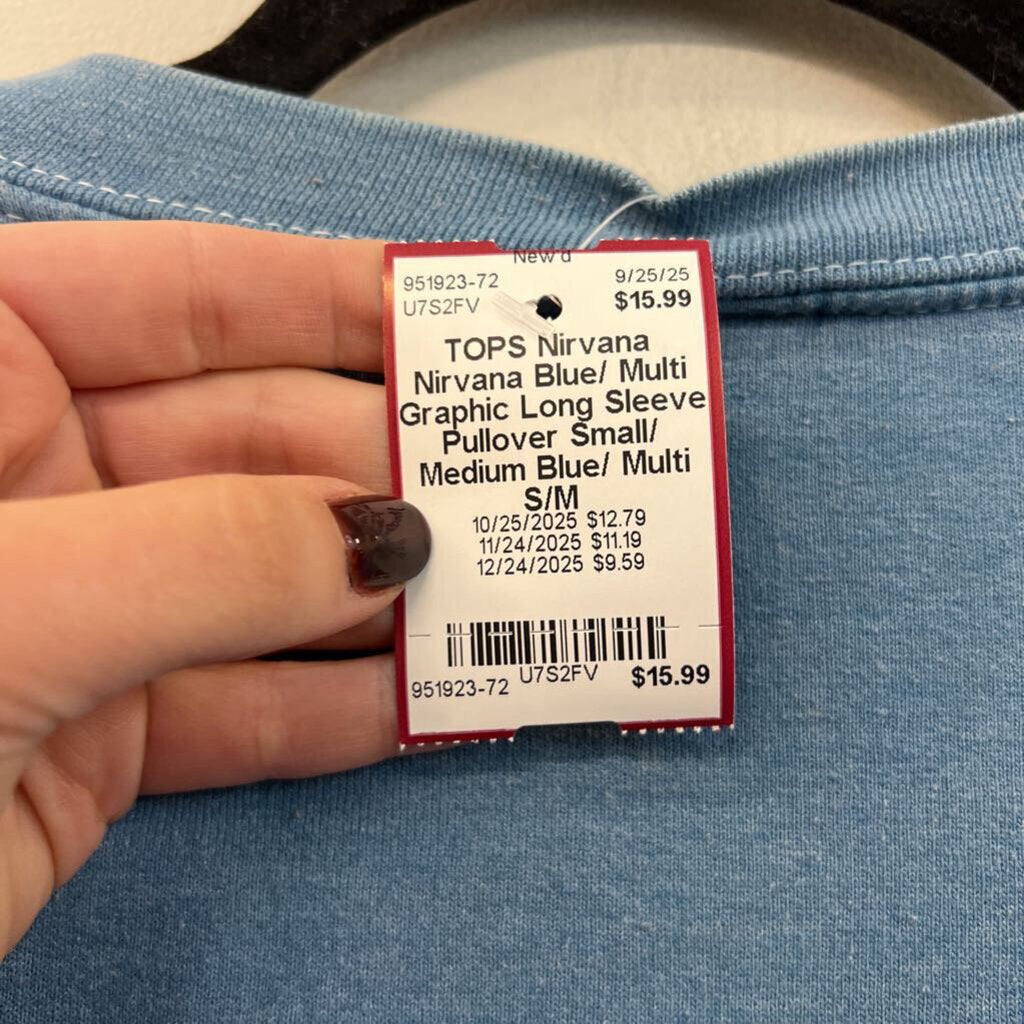 New'd
951923-72 9/25/25
U7S2FV $15.99
TOPS Nirvana
Nirvana Blue/ Multi
Graphic Long Sleeve
Pullover Small/
Medium Blue/ Multi
S/M
10/25/2025 $12.79
11/24/2025 $11.19
12/24/2025 $9.59
951923-72 U7S2FV $15.99